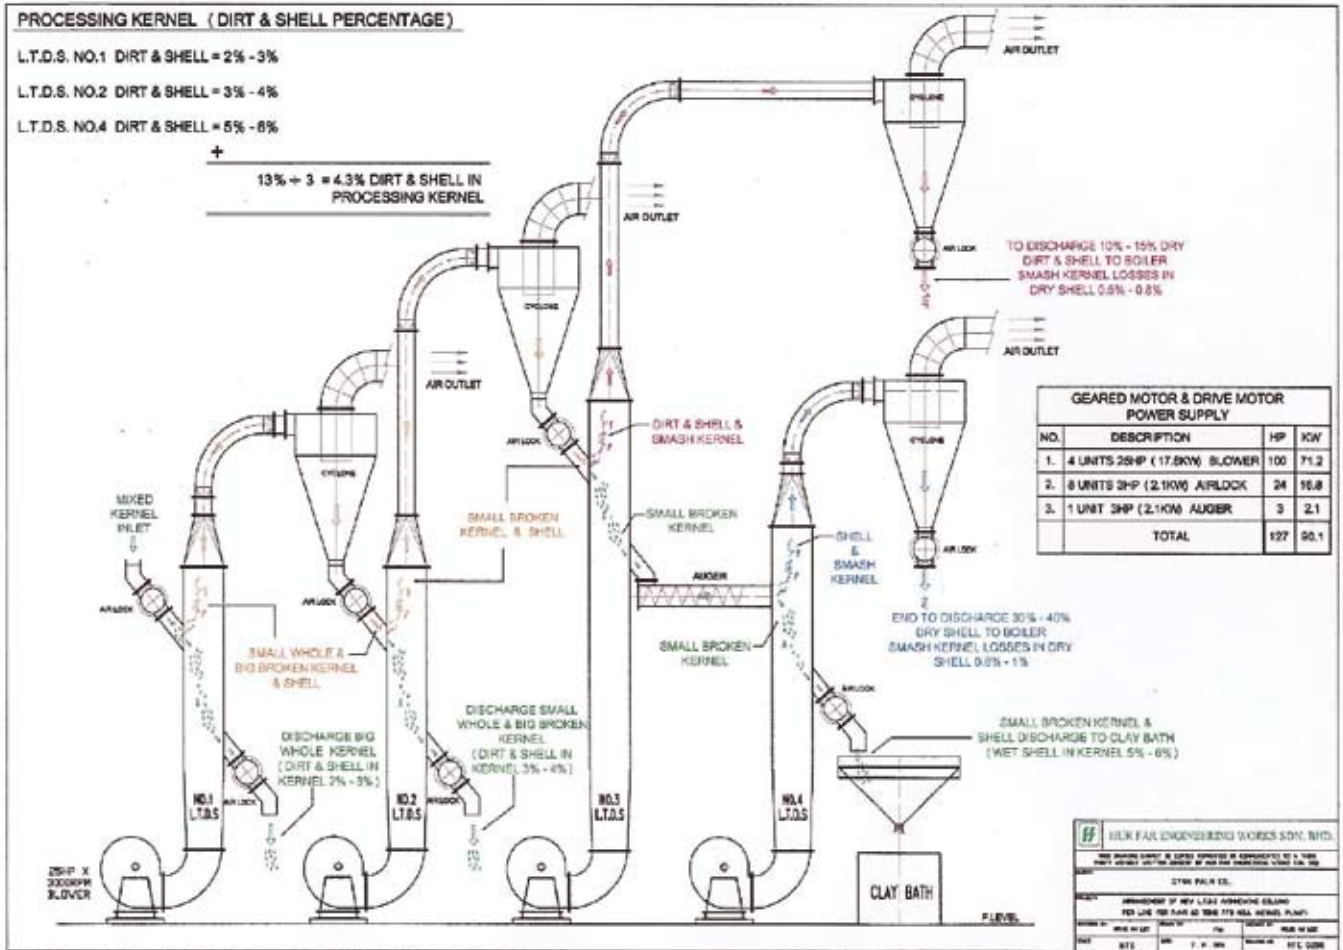 PROCESSING KERNEL ( DIRT & SHELL PERCENTAGE)
L.T.D.S. NO.1 DIRT & SHELL = 2% - 3%
L.T.D.S. NO.2 DIRT & SHELL = 3% - 4%
L.T.D.S. NO.4 DIRT & SHELL = 5% - 6%
+
13% ÷ 3 = 4.3% DIRT & SHELL IN
PROCESSING KERNEL
AIR OUTLET
CYCLONE
AIR LOCK
TO DISCHARGE 10% - 15% DRY
DIRT & SHELL TO BOILER
SMASH KERNEL LOSSES IN
DRY SHELL 0.6% - 0.8%
AIR OUTLET
CYCLONE
AIR LOCK
AIR OUTLET
CYCLONE
AIR LOCK
END TO DISCHARGE 30% - 40%
DRY SHELL TO BOILER
SMASH KERNEL LOSSES IN DRY
SHELL 0.8% - 1%
AIR OUTLET
CYCLONE
AIR LOCK
MIXED
KERNEL
INLET
AIR LOCK
SMALL WHOLE &
BIG BROKEN KERNEL
& SHELL
SMALL BROKEN
KERNEL & SHELL
DIRT & SHELL &
SMASH KERNEL
SMALL BROKEN
KERNEL
AUGER
SHELL
&
SMASH
KERNEL
SMALL BROKEN
KERNEL
AIR LOCK
GEARED MOTOR & DRIVE MOTOR
POWER SUPPLY
NO. DESCRIPTION HP KW
1. 4 UNITS 25HP ( 17.8KW) BLOWER 100 71.2
2. 8 UNITS 3HP ( 2.1KW) AIRLOCK 24 16.8
3. 1 UNIT 3HP ( 2.1KW) AUGER 3 2.1
TOTAL 127 90.1
DISCHARGE BIG
WHOLE KERNEL
( DIRT & SHELL IN
KERNEL 2% - 3%)
AIR LOCK
DISCHARGE SMALL
WHOLE & BIG BROKEN
KERNEL
( DIRT & SHELL IN
KERNEL 3% - 4%)
AIR LOCK
SMALL BROKEN KERNEL &
SHELL DISCHARGE TO CLAY BATH
( WET SHELL IN KERNEL 5% - 6%)
NO.1
L.T.D.S
NO.2
L.T.D.S
NO.3
L.T.D.S
NO.4
L.T.D.S
25HP X
3000RPM
BLOWER
CLAY BATH
F.LEVEL
HUR FAR ENGINEERING WORKS SDN. BHD.